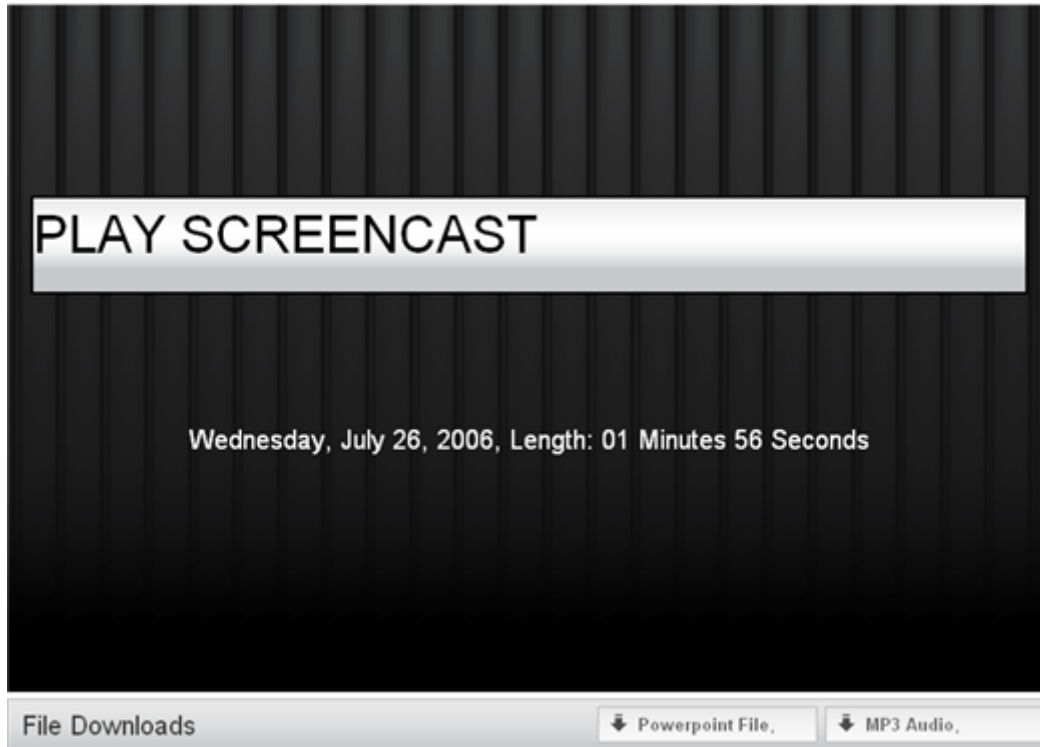 PLAY SCREENCAST
Wednesday, July 26, 2006, Length: 01 Minutes 56 Seconds
File Downloads
Powerpoint File,
MP3 Audio,